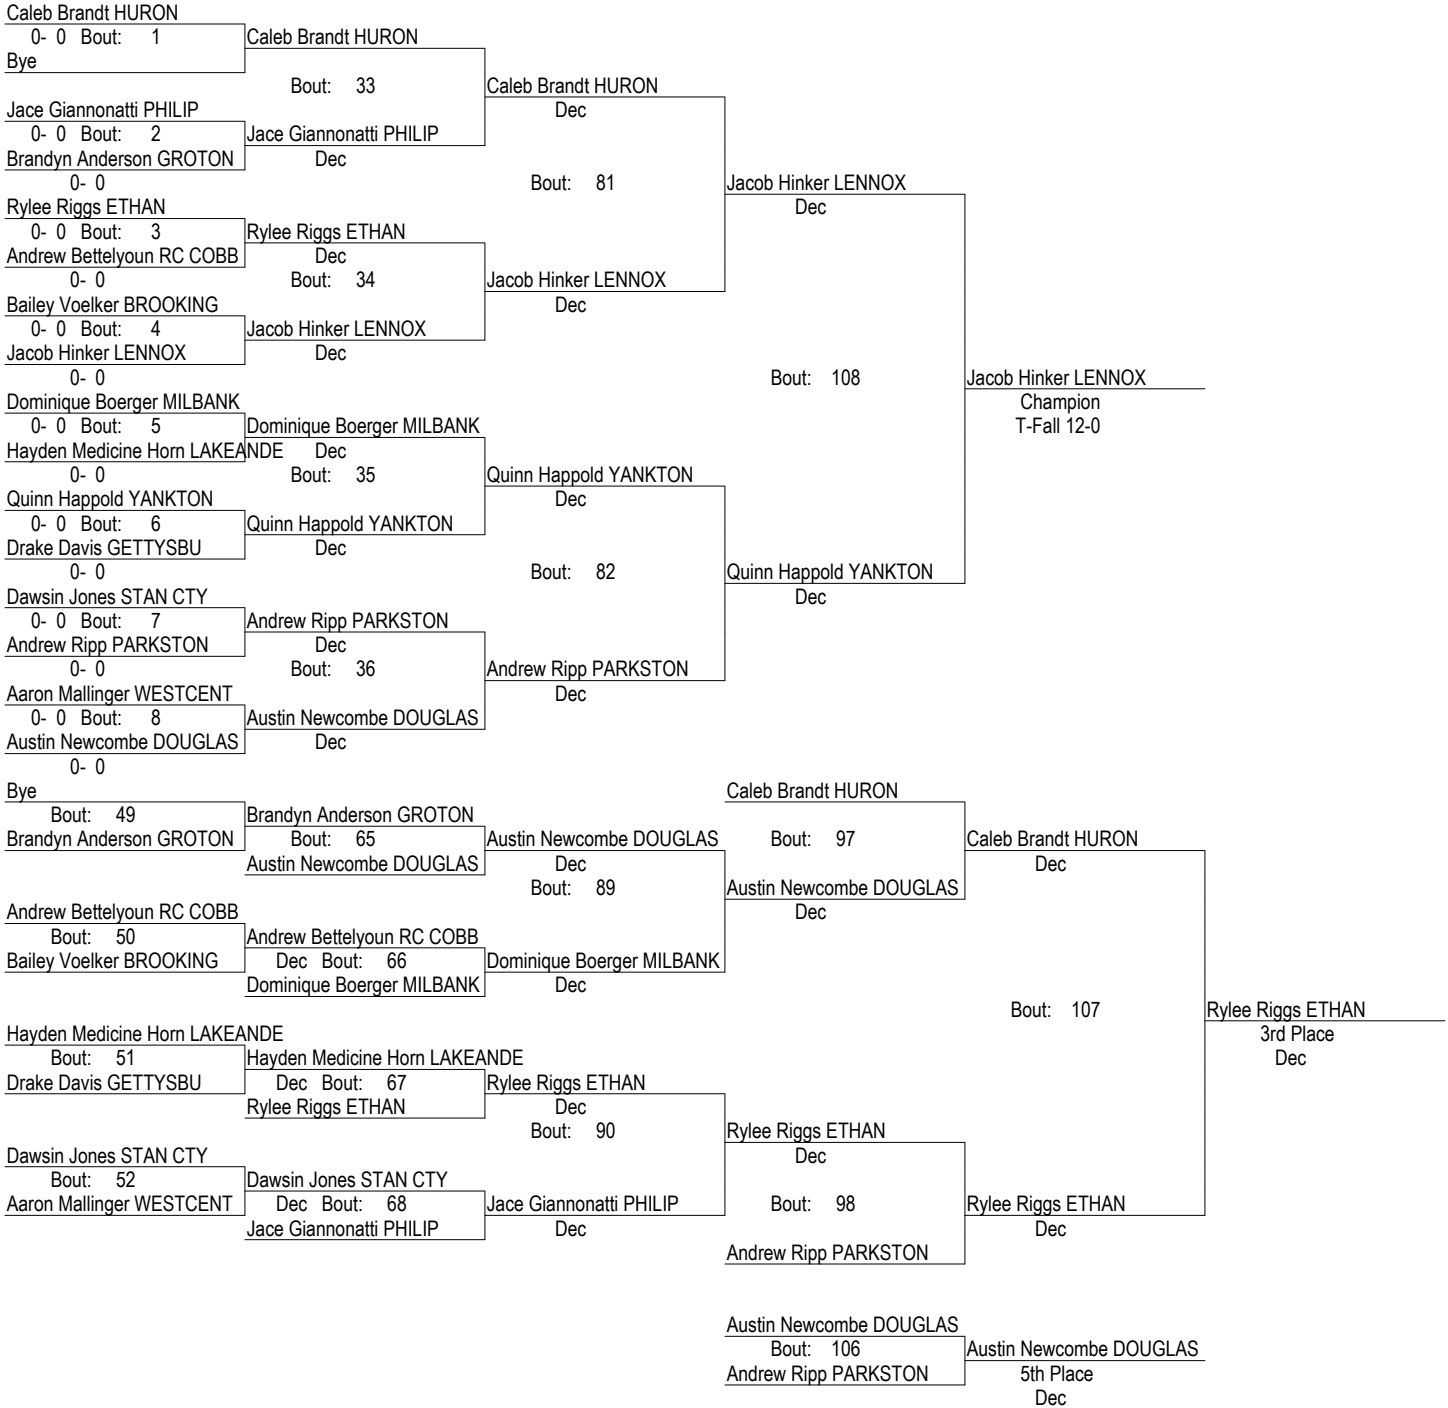 Caleb Brandt HURON
0- 0 Bout: 1
Caleb Brandt HURON
Bye
Bout: 33
Caleb Brandt HURON
Jace Giannonatti PHILIP
Dec
0- 0 Bout: 2
Jace Giannonatti PHILIP
Brandyn Anderson GROTON
Dec
0- 0
Bout: 81
Jacob Hinker LENNOX
Rylee Riggs ETHAN
Dec
0- 0 Bout: 3
Rylee Riggs ETHAN
Andrew Bettelyoun RC COBB
Dec
0- 0
Bout: 34
Jacob Hinker LENNOX
Bailey Voelker BROOKING
Dec
0- 0 Bout: 4
Jacob Hinker LENNOX
Jacob Hinker LENNOX
Dec
0- 0
Bout: 108
Jacob Hinker LENNOX
Dominique Boerger MILBANK
Champion
0- 0 Bout: 5
Dominique Boerger MILBANK
T-Fall 12-0
Hayden Medicine Horn LAKEANDE
Dec
0- 0
Bout: 35
Quinn Happold YANKTON
Quinn Happold YANKTON
Dec
0- 0 Bout: 6
Quinn Happold YANKTON
Drake Davis GETTYSBU
Dec
0- 0
Bout: 82
Quinn Happold YANKTON
Dawsin Jones STAN CTY
Dec
0- 0 Bout: 7
Andrew Ripp PARKSTON
Andrew Ripp PARKSTON
Dec
0- 0
Bout: 36
Andrew Ripp PARKSTON
Aaron Mallinger WESTCENT
Dec
0- 0 Bout: 8
Austin Newcombe DOUGLAS
Austin Newcombe DOUGLAS
Dec
0- 0
Bye
Caleb Brandt HURON
Bout: 49
Brandyn Anderson GROTON
Brandyn Anderson GROTON
Bout: 65
Austin Newcombe DOUGLAS
Bout: 97
Caleb Brandt HURON
Austin Newcombe DOUGLAS
Dec
Dec
Bout: 89
Austin Newcombe DOUGLAS
Andrew Bettelyoun RC COBB
Dec
Bout: 50
Andrew Bettelyoun RC COBB
Bailey Voelker BROOKING
Dec Bout: 66
Dominique Boerger MILBANK
Dominique Boerger MILBANK
Dec
Bout: 107
Rylee Riggs ETHAN
Hayden Medicine Horn LAKEANDE
3rd Place
Bout: 51
Hayden Medicine Horn LAKEANDE
Dec
Drake Davis GETTYSBU
Dec Bout: 67
Rylee Riggs ETHAN
Rylee Riggs ETHAN
Dec
Bout: 90
Rylee Riggs ETHAN
Dawsin Jones STAN CTY
Dec
Bout: 52
Dawsin Jones STAN CTY
Aaron Mallinger WESTCENT
Dec Bout: 68
Jace Giannonatti PHILIP
Bout: 98
Rylee Riggs ETHAN
Jace Giannonatti PHILIP
Dec
Dec
Andrew Ripp PARKSTON
Austin Newcombe DOUGLAS
Bout: 106
Austin Newcombe DOUGLAS
Andrew Ripp PARKSTON
5th Place
Dec